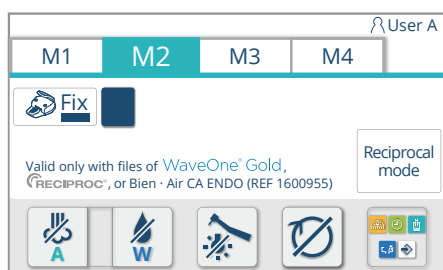 User A
M1 M2 M3 M4
Fix
Valid only with files of WaveOne® Gold,
RECIPROC®, or Bien · Air CA ENDO (REF 1600955)
Reciprocal
mode
A W